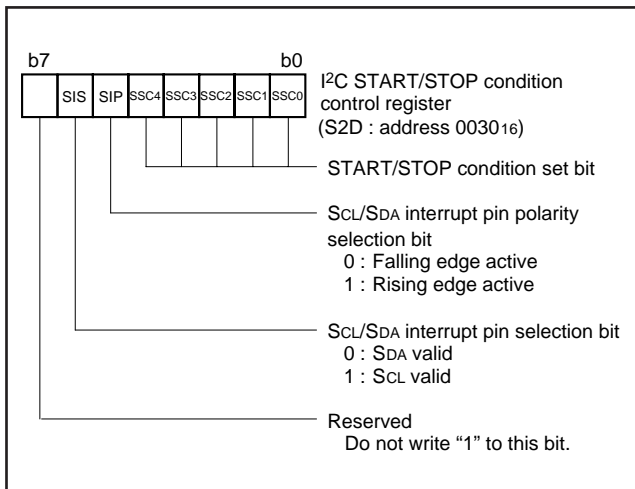 b7 b0
SIS SIP SSC4 SSC3 SSC2 SSC1 SSC0
I2C START/STOP condition
control register
(S2D : address 003016)
START/STOP condition set bit
SCL/SDA interrupt pin polarity
selection bit
0 : Falling edge active
1 : Rising edge active
SCL/SDA interrupt pin selection bit
0 : SDA valid
1 : SCL valid
Reserved
Do not write “1” to this bit.